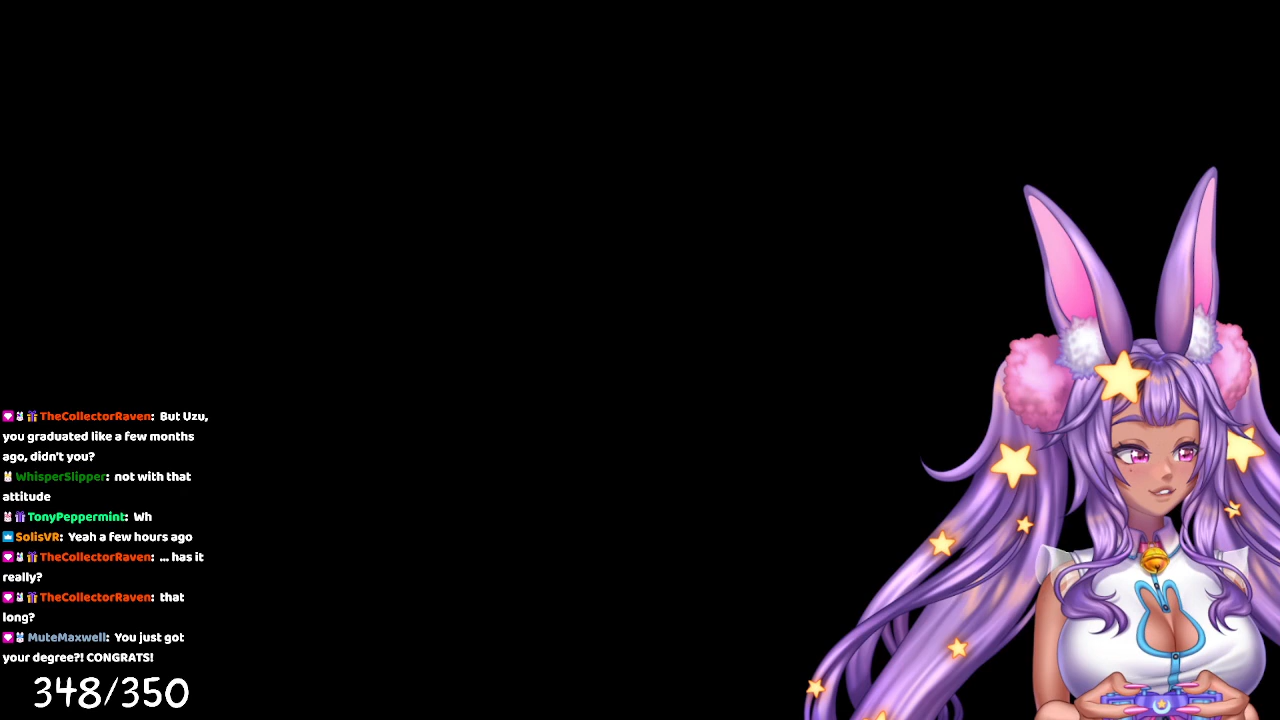 TheCollectorRaven: But Uzu,
you graduated like a few months
ago, didn't you?
WhisperSlipper: not with that
attitude
TonyPeppermint: Wh
SolisVR: Yeah a few hours ago
TheCollectorRaven: ... has it
really?
TheCollectorRaven: that
long?
MuteMaxwell: You just got
your degree?! CONGRATS!
348/350